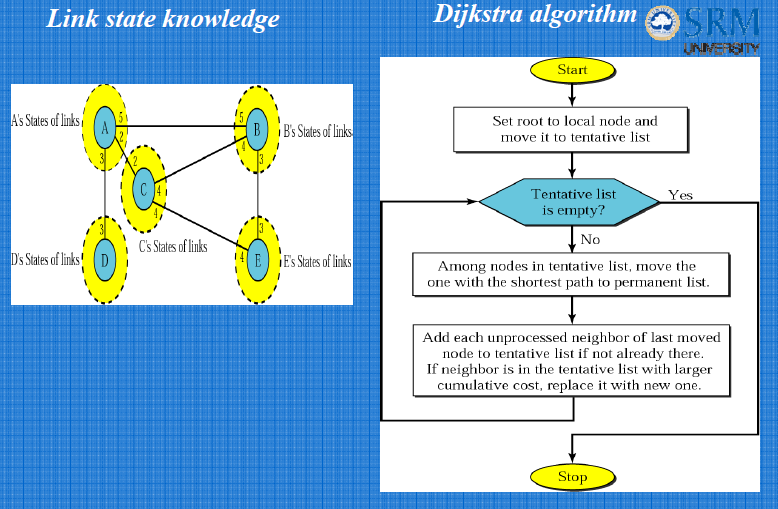 Link state knowledge
Dijkstra algorithm
SRM
UNIVERSITY
A's States of links
A
5
2
3
5
B
4
3
B's States of links
2
C
4
4
C's States of links
D's States of links
3
D
3
4
E
E's States of links
Start
Set root to local node and
move it to tentative list
Tentative list
is empty?
Yes
No
Among nodes in tentative list, move the
one with the shortest path to permanent list.
Add each unprocessed neighbor of last moved
node to tentative list if not already there.
If neighbor is in the tentative list with larger
cumulative cost, replace it with new one.
Stop